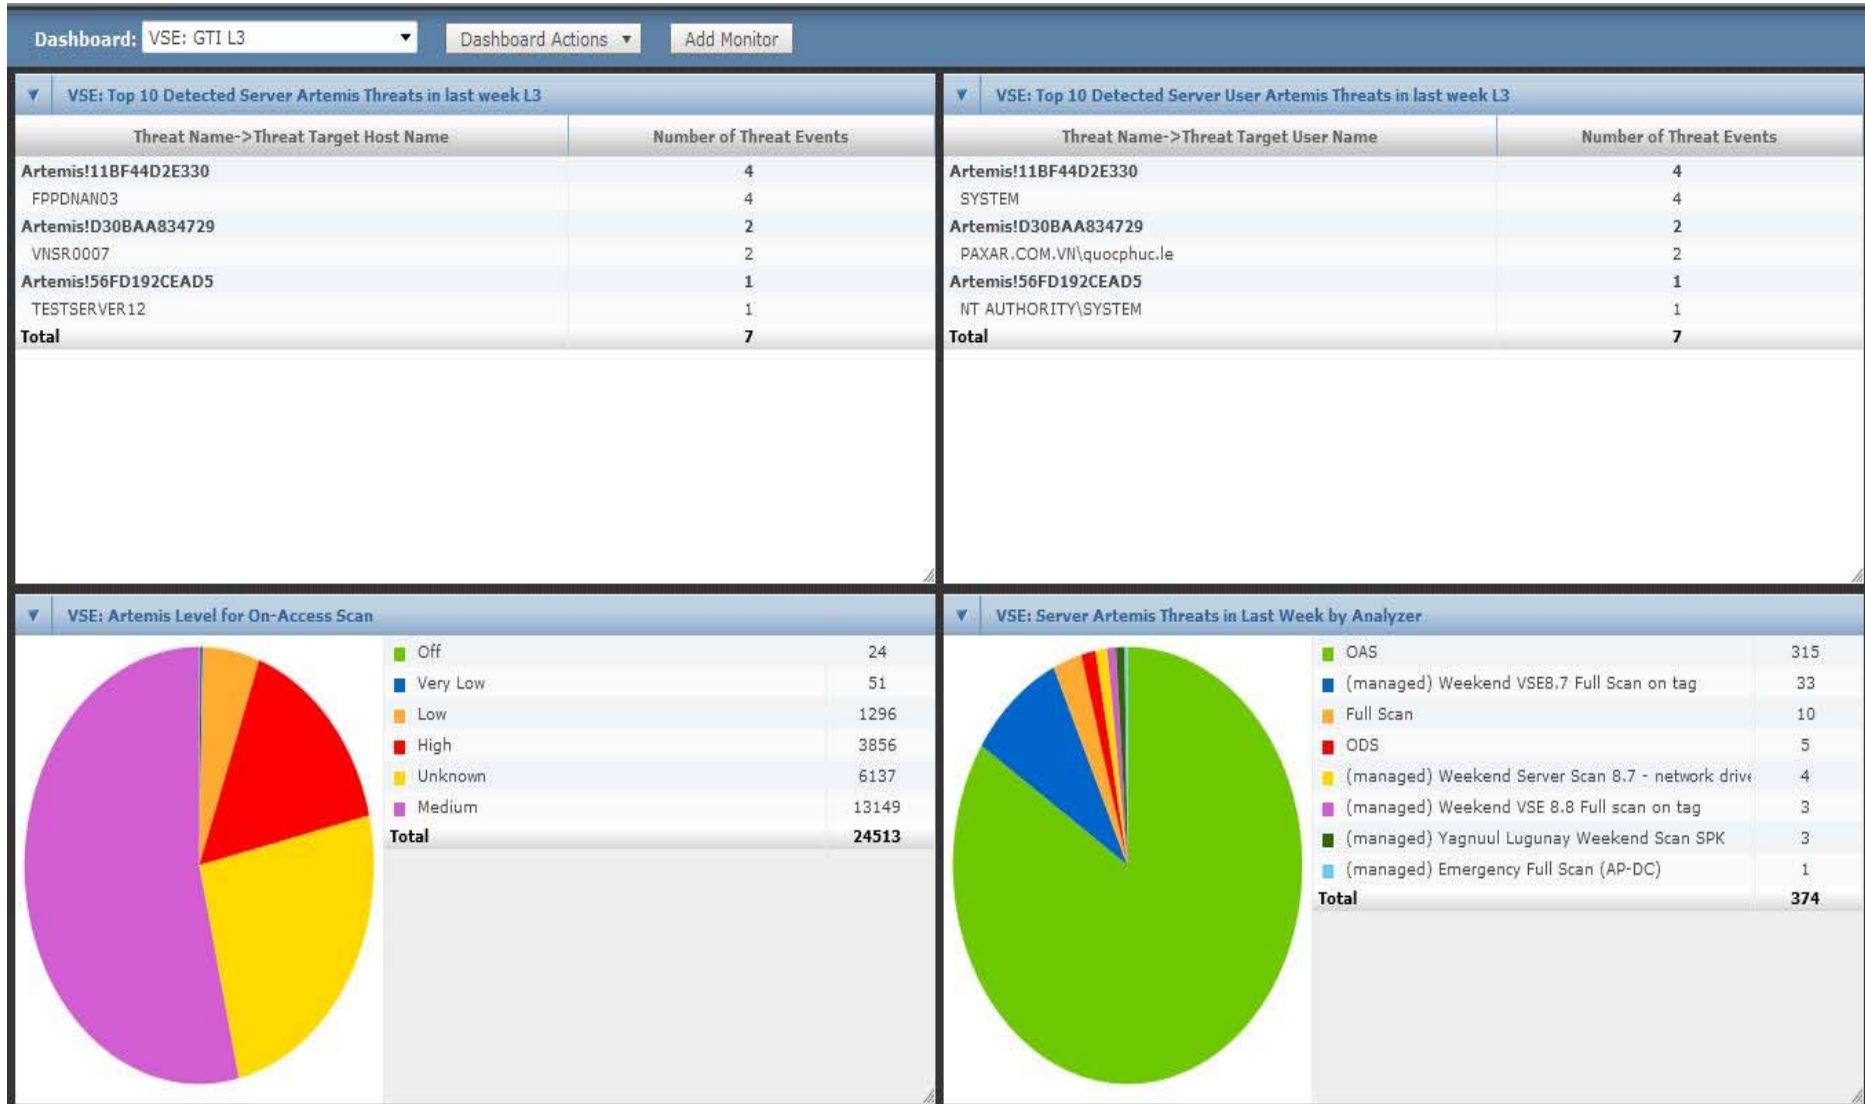 Dashboard: VSE: GTI L3 Dashboard Actions Add Monitor
VSE: Top 10 Detected Server Artemis Threats in last week L3
Threat Name->Threat Target Host Name Number of Threat Events
Artemis!11BF44D2E330 4
FPPDNAN03 4
Artemis!D30BAA834729 2
VNSR0007 2
Artemis!56FD192CEAD5 1
TESTSERVER12 1
Total 7
VSE: Top 10 Detected Server User Artemis Threats in last week L3
Threat Name->Threat Target User Name Number of Threat Events
Artemis!11BF44D2E330 4
SYSTEM 4
Artemis!D30BAA834729 2
PAXAR.COM.VN\quocphuc.le 2
Artemis!56FD192CEAD5 1
NT AUTHORITY\SYSTEM 1
Total 7
VSE: Artemis Level for On-Access Scan
Off 24
Very Low 51
Low 1296
High 3856
Unknown 6137
Medium 13149
Total 24513
VSE: Server Artemis Threats in Last Week by Analyzer
OAS 315
(managed) Weekend VSE8.7 Full Scan on tag 33
Full Scan 10
ODS 5
(managed) Weekend Server Scan 8.7 - network drive 4
(managed) Weekend VSE 8.8 Full scan on tag 3
(managed) Yagnuul Lugunay Weekend Scan SPK 3
(managed) Emergency Full Scan (AP-DC) 1
Total 374